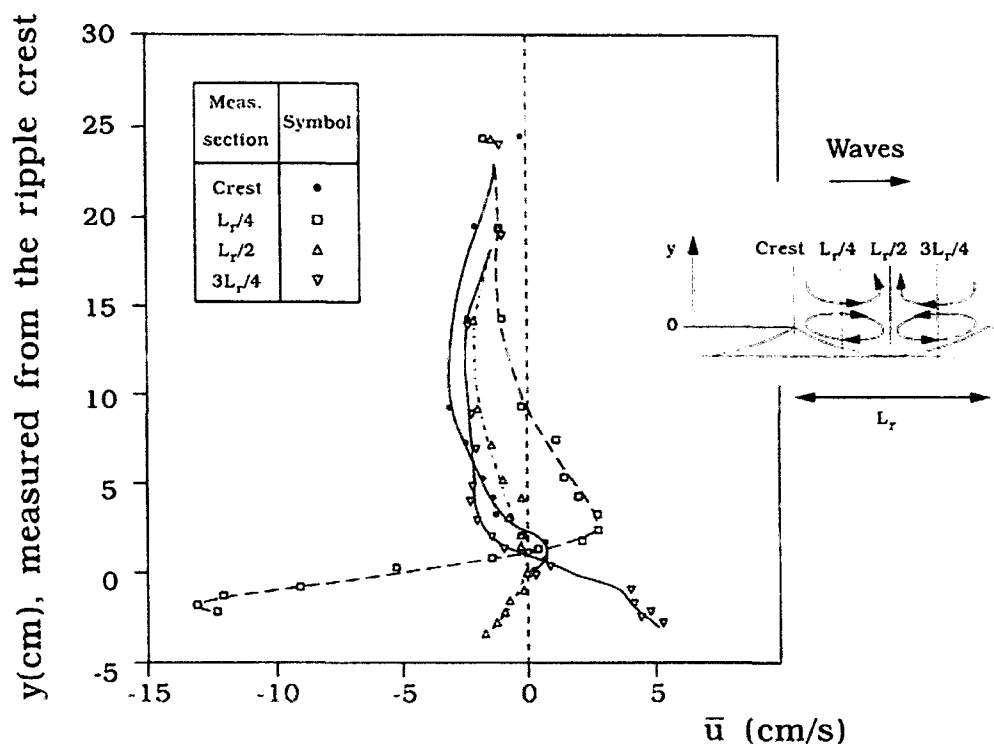 y(cm), measured from the ripple crest
30
25
20
15
10
5
0
-5
-15
-10
-5
0
5
u̅ (cm/s)
Meas. section
Symbol
Crest
Lr/4
Lr/2
3Lr/4
Waves
y
Crest Lr/4 Lr/2 3Lr/4
0
Lr